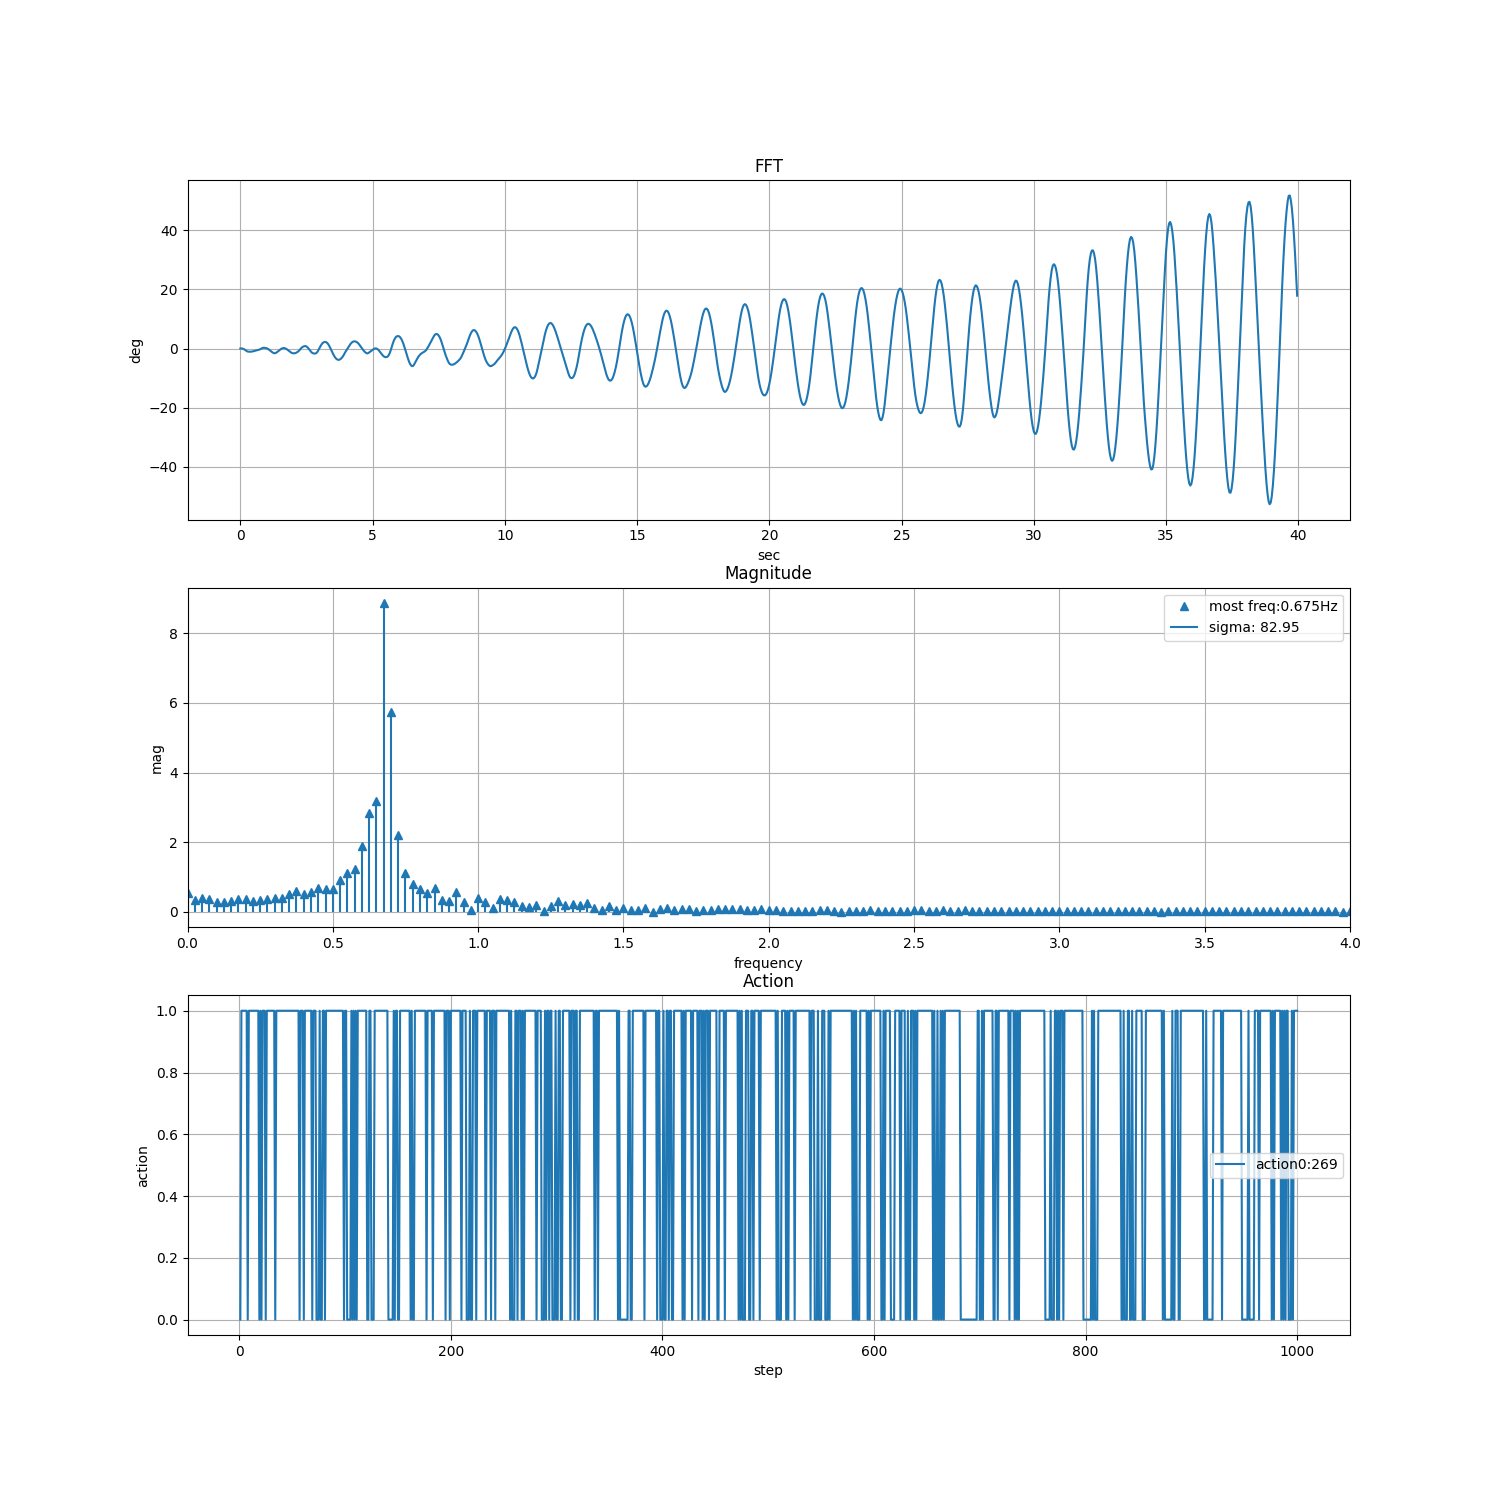 FFT
40
20
0
−20
−40
deg
0 5 10 15 20 25 30 35 40
sec
Magnitude
8
6
4
2
0
mag
most freq:0.675Hz
sigma: 82.95
0.0 0.5 1.0 1.5 2.0 2.5 3.0 3.5 4.0
frequency
Action
1.0
0.8
0.6
0.4
0.2
0.0
action
action0:269
0 200 400 600 800 1000
step